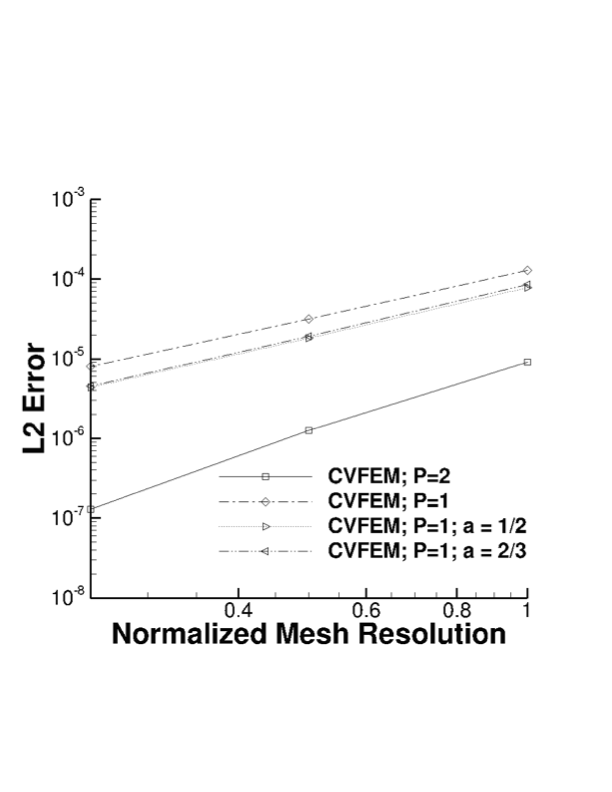 10-3
10-4
10-5
10-6
10-7
10-8
L2 Error
CVFEM; P=2
CVFEM; P=1
CVFEM; P=1; a = 1/2
CVFEM; P=1; a = 2/3
0.4 0.6 0.8 1
Normalized Mesh Resolution